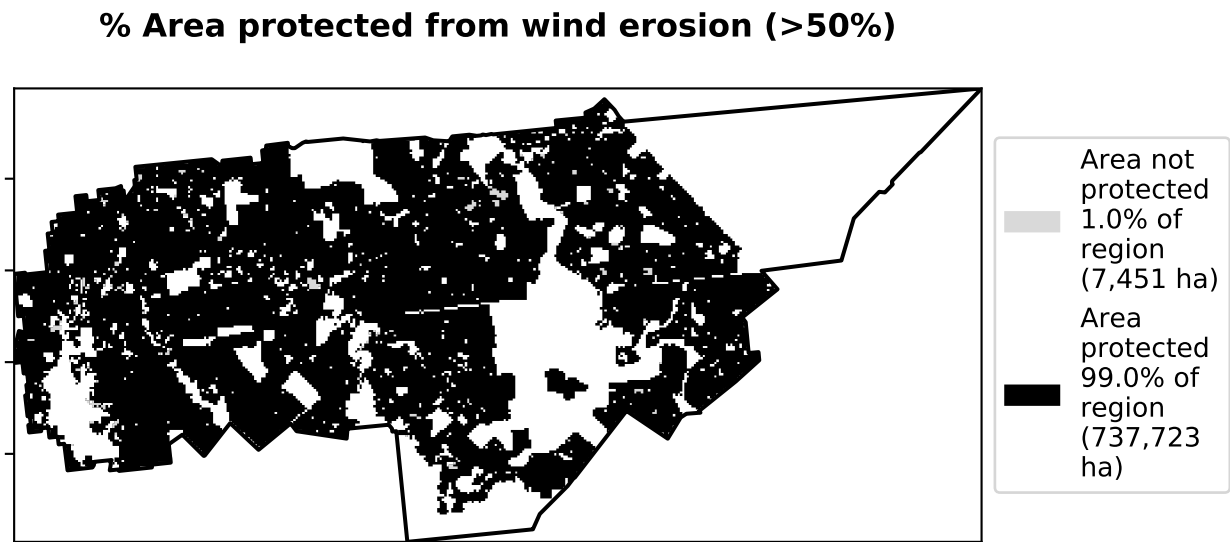 % Area protected from wind erosion (>50%)
Area not
protected
1.0% of
region
(7,451 ha)
Area
protected
99.0% of
region
(737,723
ha)